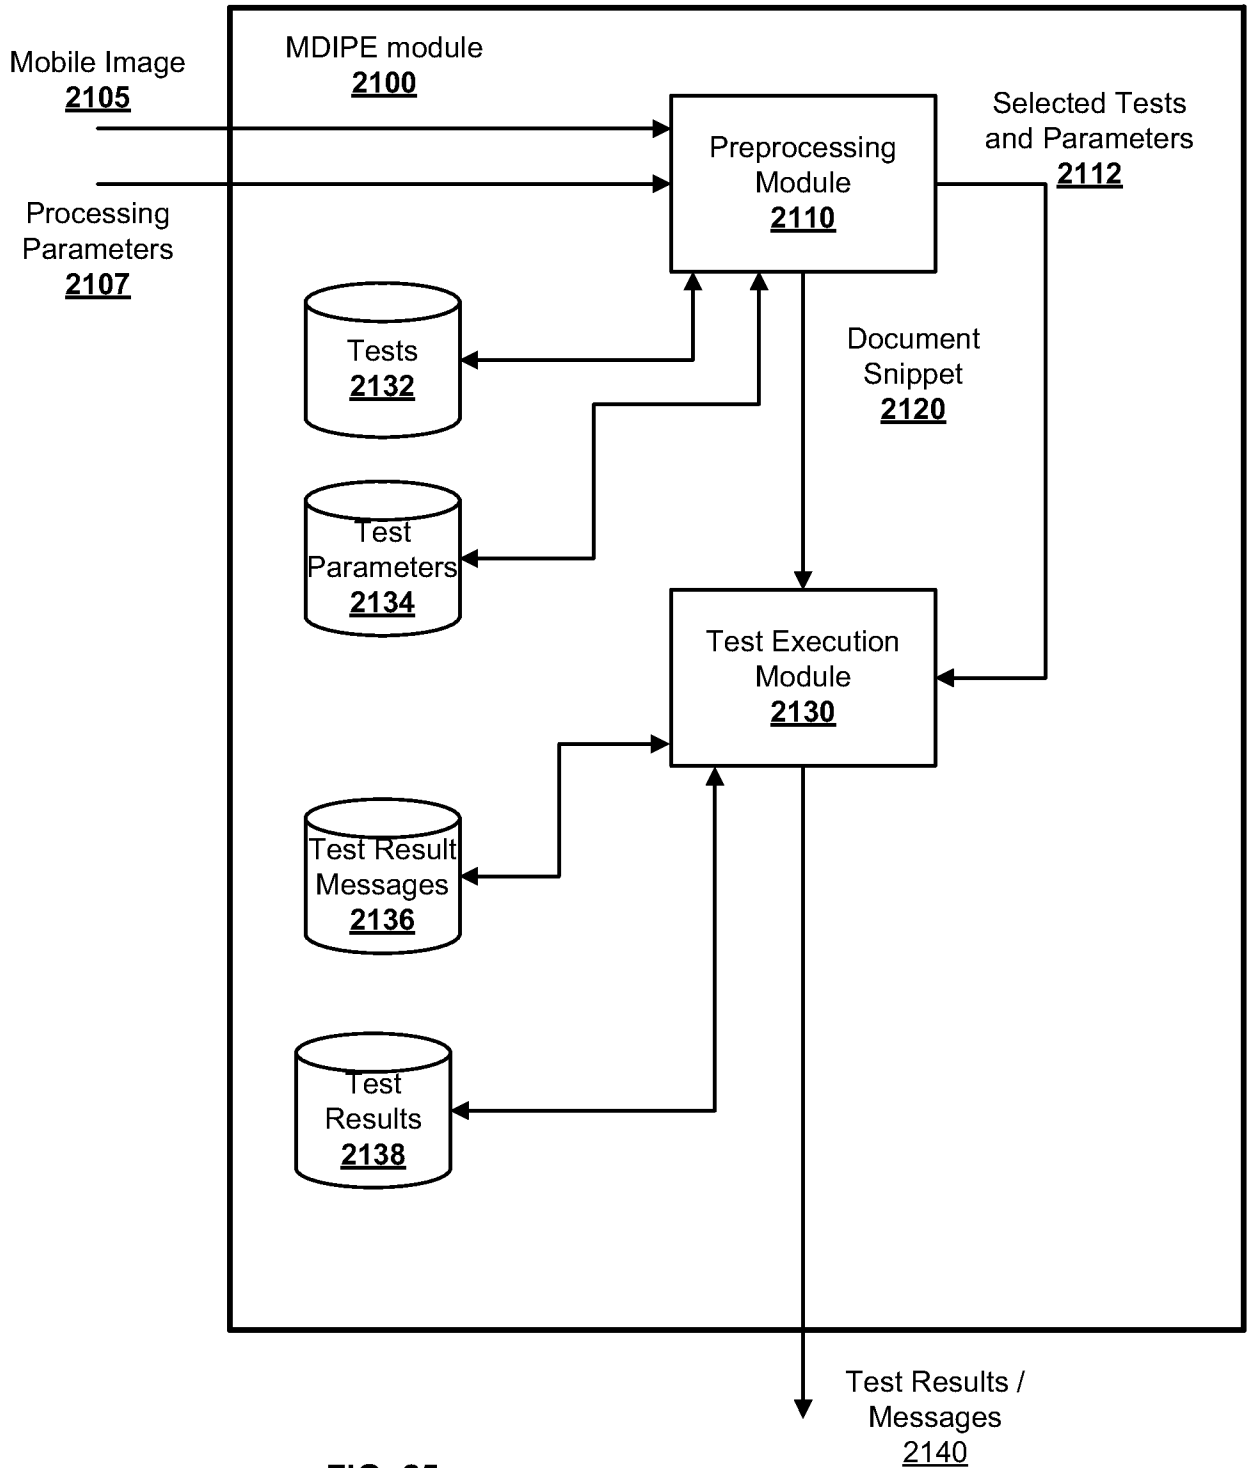 Mobile Image
2105
MDIPE module
2100
Processing
Parameters
2107
Preprocessing
Module
2110
Selected Tests
and Parameters
2112
Tests
2132
Document
Snippet
2120
Test
Parameters
2134
Test Execution
Module
2130
Test Result
Messages
2136
Test
Results
2138
Test Results /
Messages
2140